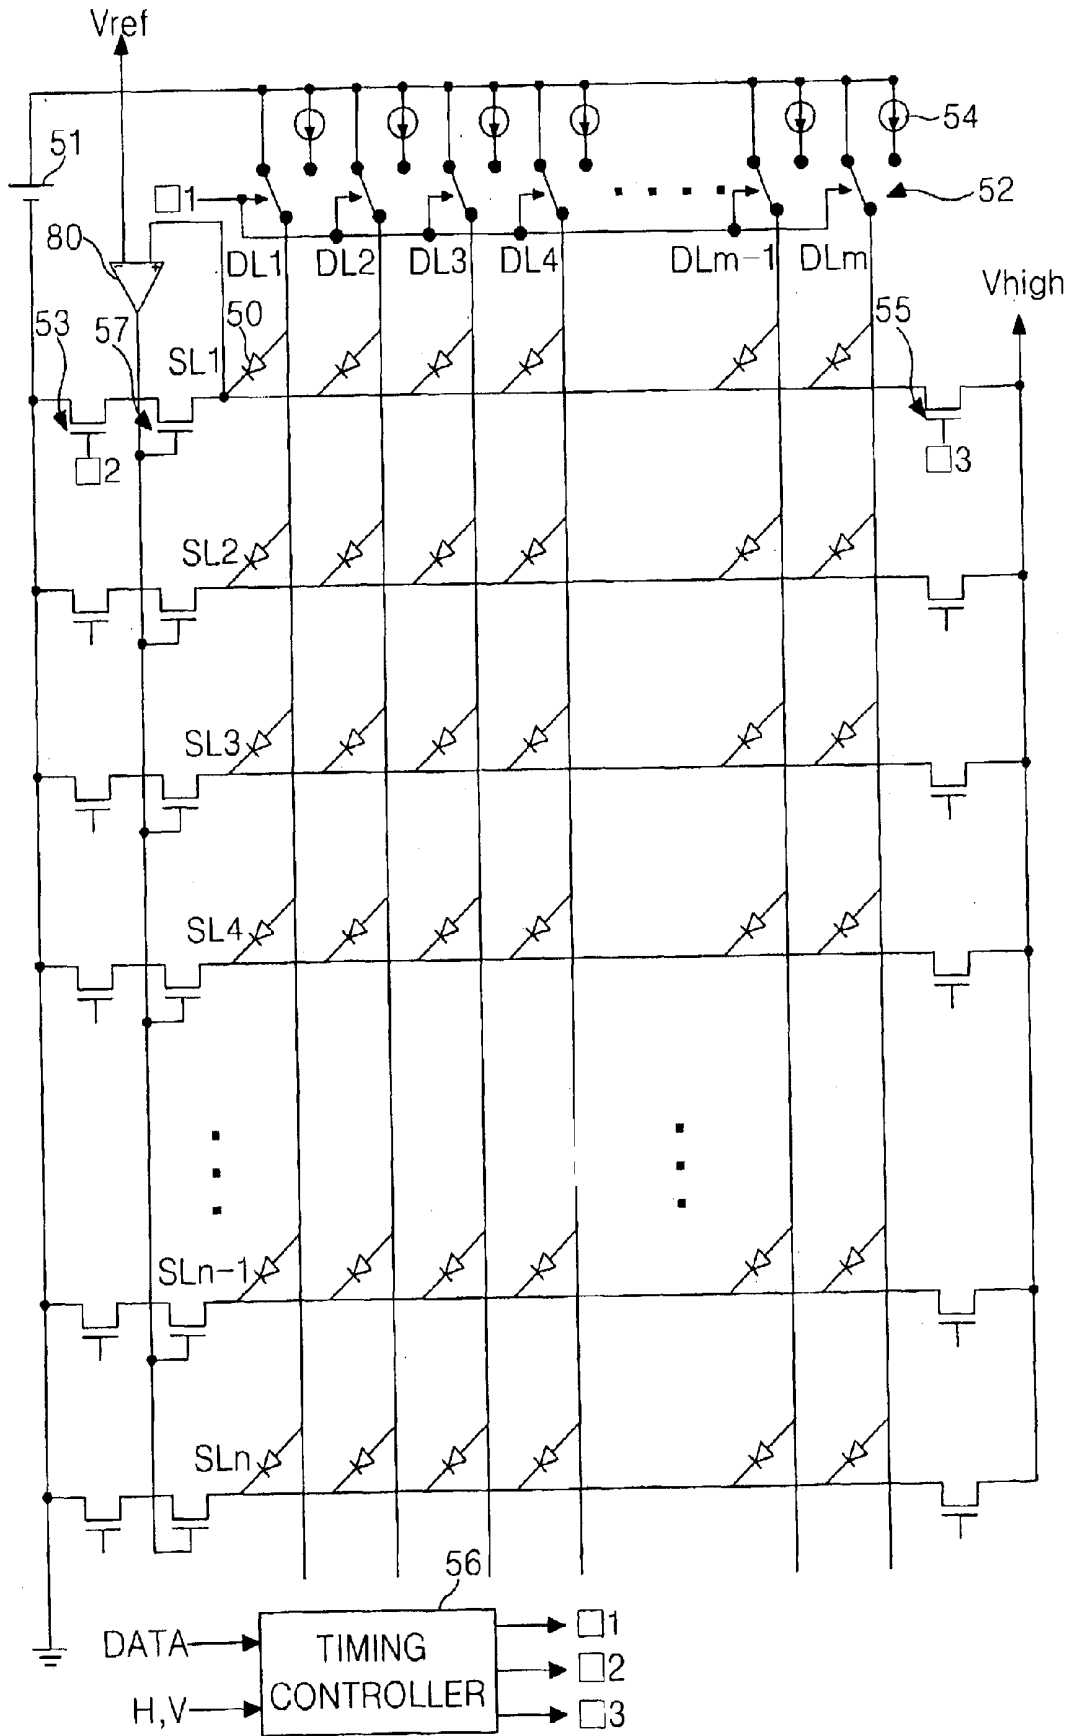 Vref
51
54
□1
52
80
DL1 DL2 DL3 DL4 DLm-1 DLm
Vhigh
53
57
50
55
SL1
□2
□3
SL2
SL3
SL4
SLn-1
SLn
56
DATA
H,V
TIMING
CONTROLLER
□1
□2
□3